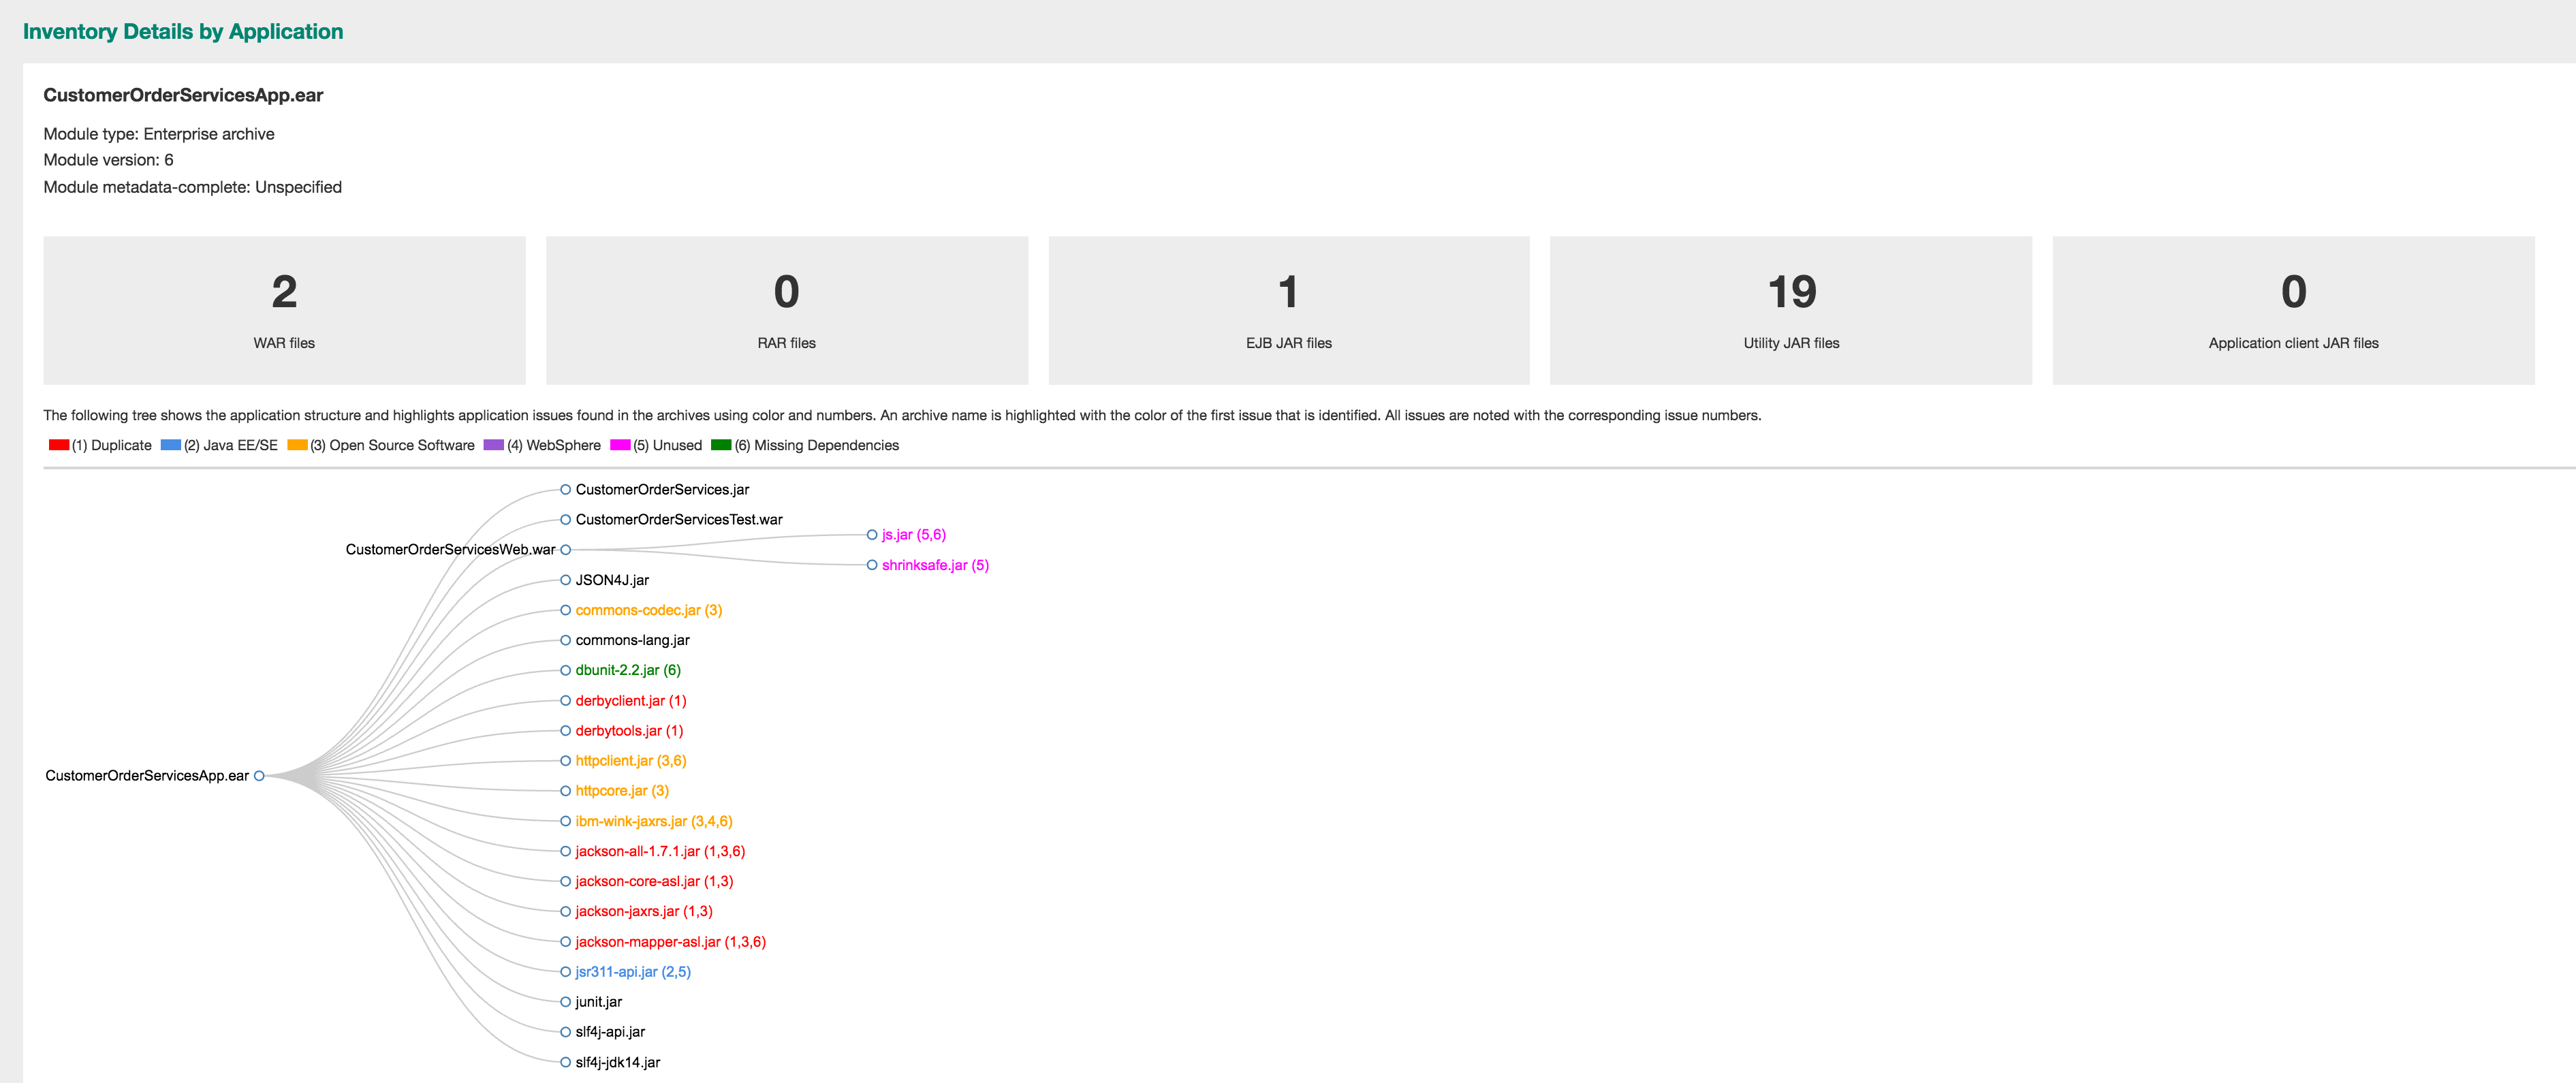 Inventory Details by Application
CustomerOrderServicesApp.ear
Module type: Enterprise archive
Module version: 6
Module metadata-complete: Unspecified
2
WAR files
0
RAR files
1
EJB JAR files
19
Utility JAR files
0
Application client JAR files
The following tree shows the application structure and highlights application issues found in the archives using color and numbers. An archive name is highlighted with the color of the first issue that is identified. All issues are noted with the corresponding issue numbers.
(1) Duplicate (2) Java EE/SE (3) Open Source Software (4) WebSphere (5) Unused (6) Missing Dependencies
CustomerOrderServices.jar
CustomerOrderServicesTest.war
js.jar (5,6)
CustomerOrderServicesWeb.war
shrinksafe.jar (5)
JSON4J.jar
commons-codec.jar (3)
commons-lang.jar
dbunit-2.2.jar (6)
derbyclient.jar (1)
derbytools.jar (1)
httpclient.jar (3,6)
CustomerOrderServicesApp.ear
httpcore.jar (3)
ibm-wink-jaxrs.jar (3,4,6)
jackson-all-1.7.1.jar (1,3,6)
jackson-core-asl.jar (1,3)
jackson-jaxrs.jar (1,3)
jackson-mapper-asl.jar (1,3,6)
jsr311-api.jar (2,5)
junit.jar
slf4j-api.jar
slf4j-jdk14.jar